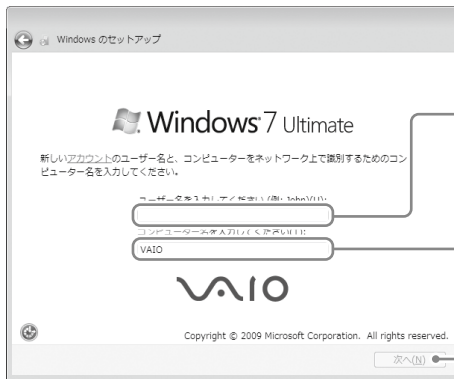 Windows のセットアップ
Windows 7 Ultimate
新しいアカウントのユーザー名と、コンピューターをネットワーク上で識別するためのコン
ピューター名を入力してください。
ユーザー名を入力してください (例: John)(U):
コンピューター名を入力してください(T):
VAIO
VAIO
Copyright © 2009 Microsoft Corporation. All rights reserved.
次へ(N)